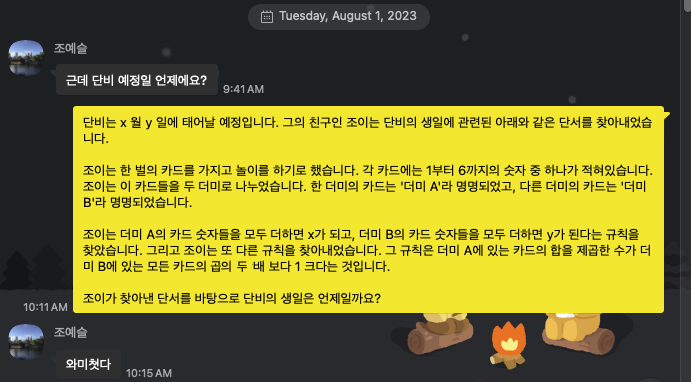 Tuesday, August 1, 2023
조예슬
근데 단비 예정일 언제에요?
9:41 AM
단비는 x 월 y 일에 태어날 예정입니다. 그의 친구인 조이는 단비의 생일에 관련된 아래와 같은 단서를 찾아내었습
니다.
조이는 한 벌의 카드를 가지고 놀이를 하기로 했습니다. 각 카드에는 1부터 6까지의 숫자 중 하나가 적혀있습니다.
조이는 이 카드들을 두 더미로 나누었습니다. 한 더미의 카드는 '더미 A'라 명명되었고, 다른 더미의 카드는 '더미
B'라 명명되었습니다.
조이는 더미 A의 카드 숫자들을 모두 더하면 x가 되고, 더미 B의 카드 숫자들을 모두 더하면 y가 된다는 규칙을
찾았습니다. 그리고 조이는 또 다른 규칙을 찾아내었습니다. 그 규칙은 더미 A에 있는 카드의 합을 제곱한 수가 더
미 B에 있는 모든 카드의 곱의 두 배 보다 1 크다는 것입니다.
조이가 찾아낸 단서를 바탕으로 단비의 생일은 언제일까요?
10:11 AM
조예슬
와미첫다
10:15 AM